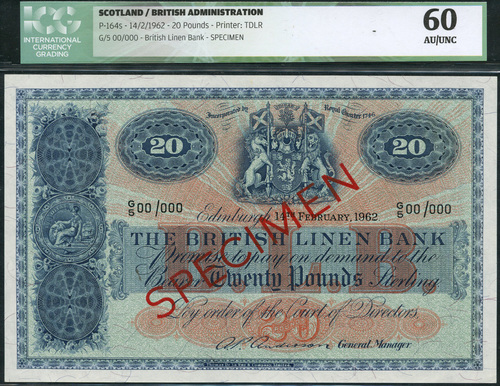 INTERNATIONAL
CURRENCY
GRADING
SCOTLAND / BRITISH ADMINISTRATION
P-164s - 14/2/1962 - 20 Pounds - Printer: TDLR
G/5 00/000 - British Linen Bank - SPECIMEN
60
AU/UNC
Incorporated by Royal Charter 1746
20 20
G/5 00/000 G/5 00/000
Edinburgh 14TH FEBRUARY, 1962
THE BRITISH LINEN BANK
Promise to pay on demand to the
Bearer Twenty Pounds Sterling
By order of the Court of Directors
General Manager
SPECIMEN